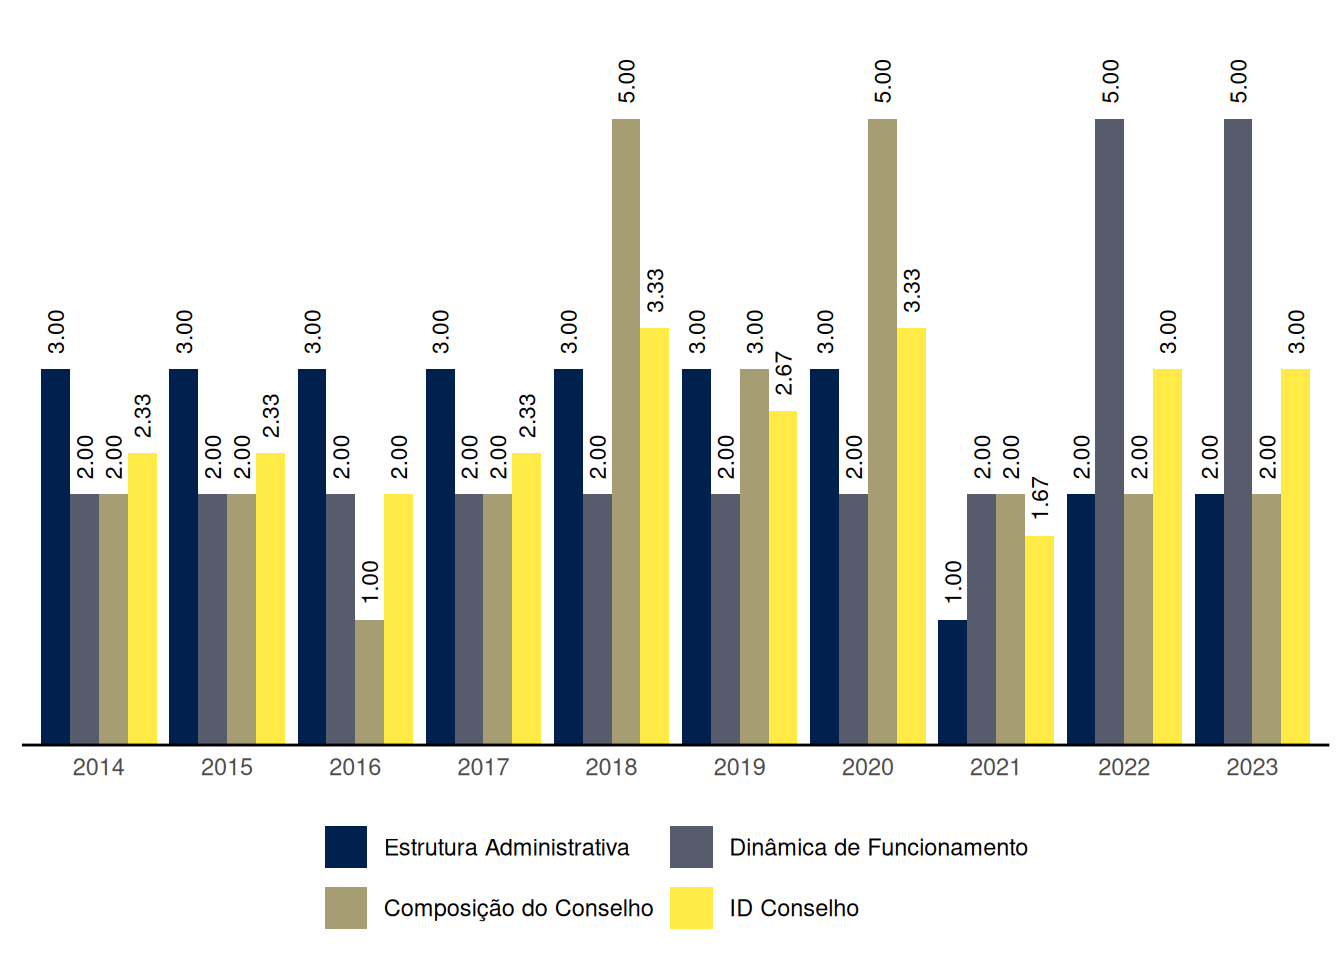 5.00 5.00 5.00 5.00
3.33 3.33
3.00 3.00 3.00 3.00 3.00 3.00 3.00 3.00 3.00 3.00
2.67
2.33 2.33 2.33
2.00 2.00 2.00 2.00 2.00 2.00 2.00 2.00 2.00 2.00 2.00 2.00 2.00 2.00 2.00 2.00 2.00
1.67
1.00 1.00
2014 2015 2016 2017 2018 2019 2020 2021 2022 2023
Estrutura Administrativa Dinâmica de Funcionamento
Composição do Conselho ID Conselho